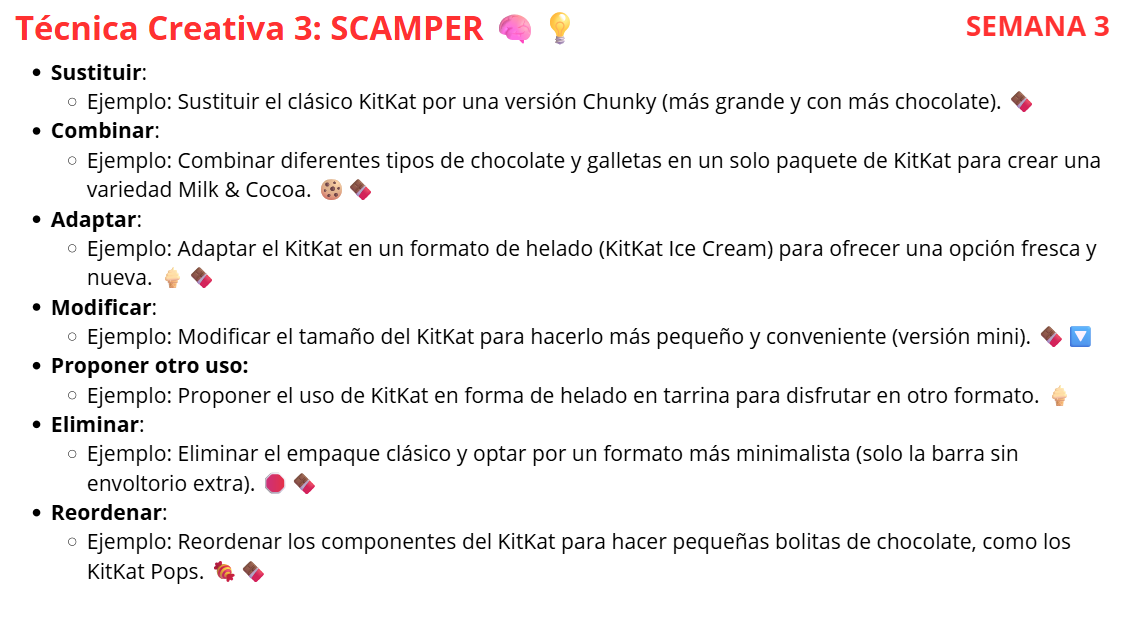 Técnica Creativa 3: SCAMPER 🧠 💡
SEMANA 3
• Sustituir:
◦ Ejemplo: Sustituir el clásico KitKat por una versión Chunky (más grande y con más chocolate). 🍫
• Combinar:
◦ Ejemplo: Combinar diferentes tipos de chocolate y galletas en un solo paquete de KitKat para crear una
variedad Milk & Cocoa. 🍪 🍫
• Adaptar:
◦ Ejemplo: Adaptar el KitKat en un formato de helado (KitKat Ice Cream) para ofrecer una opción fresca y
nueva. 🍦 🍫
• Modificar:
◦ Ejemplo: Modificar el tamaño del KitKat para hacerlo más pequeño y conveniente (versión mini). 🍫 🔽
• Proponer otro uso:
◦ Ejemplo: Proponer el uso de KitKat en forma de helado en tarrina para disfrutar en otro formato. 🍦
• Eliminar:
◦ Ejemplo: Eliminar el empaque clásico y optar por un formato más minimalista (solo la barra sin
envoltorio extra). 🛑 🍫
• Reordenar:
◦ Ejemplo: Reordenar los componentes del KitKat para hacer pequeñas bolitas de chocolate, como los
KitKat Pops. 🍬 🍫